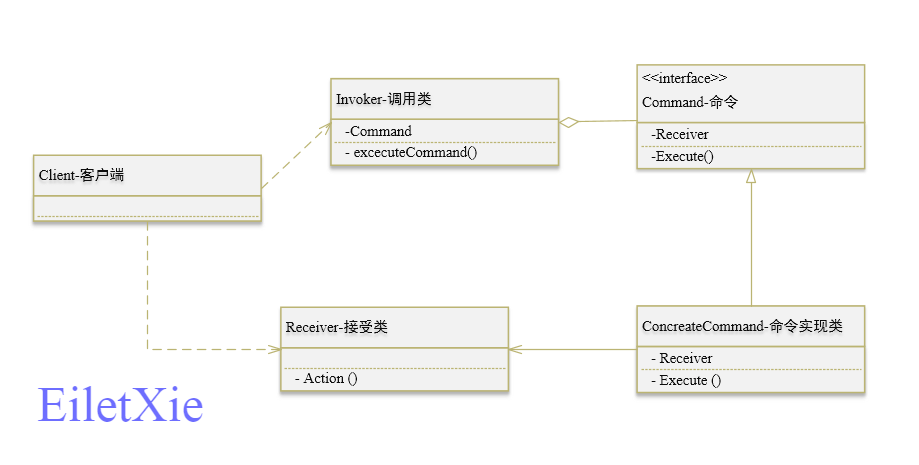 <<interface>>
Command-命令
-Receiver
-Execute()
Invoker-调用类
-Command
- excecuteCommand()
Client-客户端
Receiver-接受类
- Action ()
ConcreateCommand-命令实现类
- Receiver
- Execute ()
EiletXie